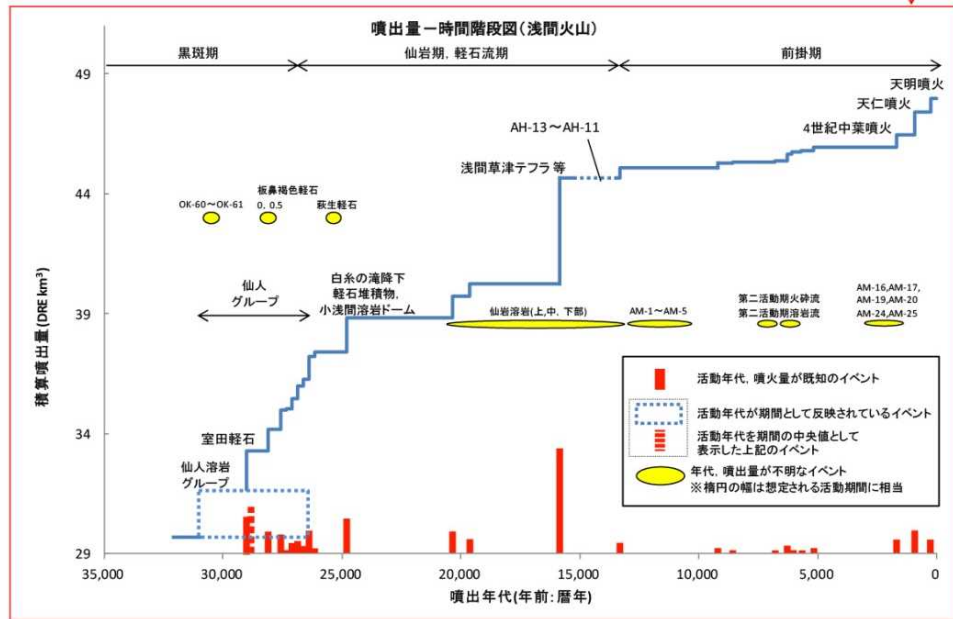 噴出量－時間階段図(浅間火山)
黒斑期
仙岩期, 軽石流期
前掛期
49
44
39
34
29
積算噴出量(DRE km³)
天明噴火
天仁噴火
4世紀中葉噴火
AH-13～AH-11
浅間草津テフラ等
OK-60～OK-61
板鼻褐色軽石
0, 0.5
萩生軽石
仙人
グループ
白糸の滝降下
軽石堆積物,
小浅間溶岩ドーム
仙岩溶岩(上,中,下部)
AM-1～AM-5
第二活動期火砕流
第二活動期溶岩流
AM-16,AM-17,
AM-19,AM-20
AM-24,AM-25
室田軽石
仙人溶岩
グループ
活動年代, 噴火量が既知のイベント
活動年代が期間として反映されているイベント
活動年代を期間の中央値として
表示した上記のイベント
年代, 噴出量が不明なイベント
※楕円の幅は想定される活動期間に相当
35,000
30,000
25,000
20,000
15,000
10,000
5,000
0
噴出年代(年前:暦年)